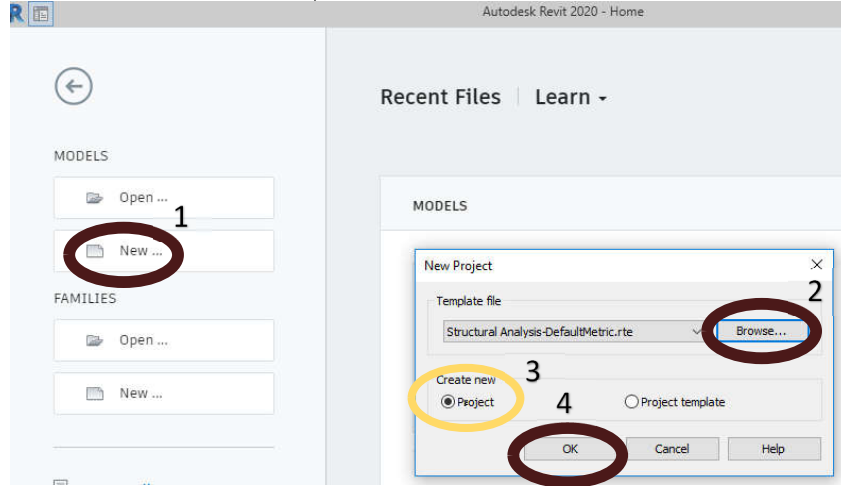 R
Autodesk Revit 2020 - Home
Recent Files | Learn
MODELS
Open ...
1
New ...
FAMILIES
Open ...
New ...
MODELS
New Project
2
Template file
Structural Analysis-DefaultMetric.rte
Browse...
Create new
3
Project
4
Project template
OK
Cancel
Help